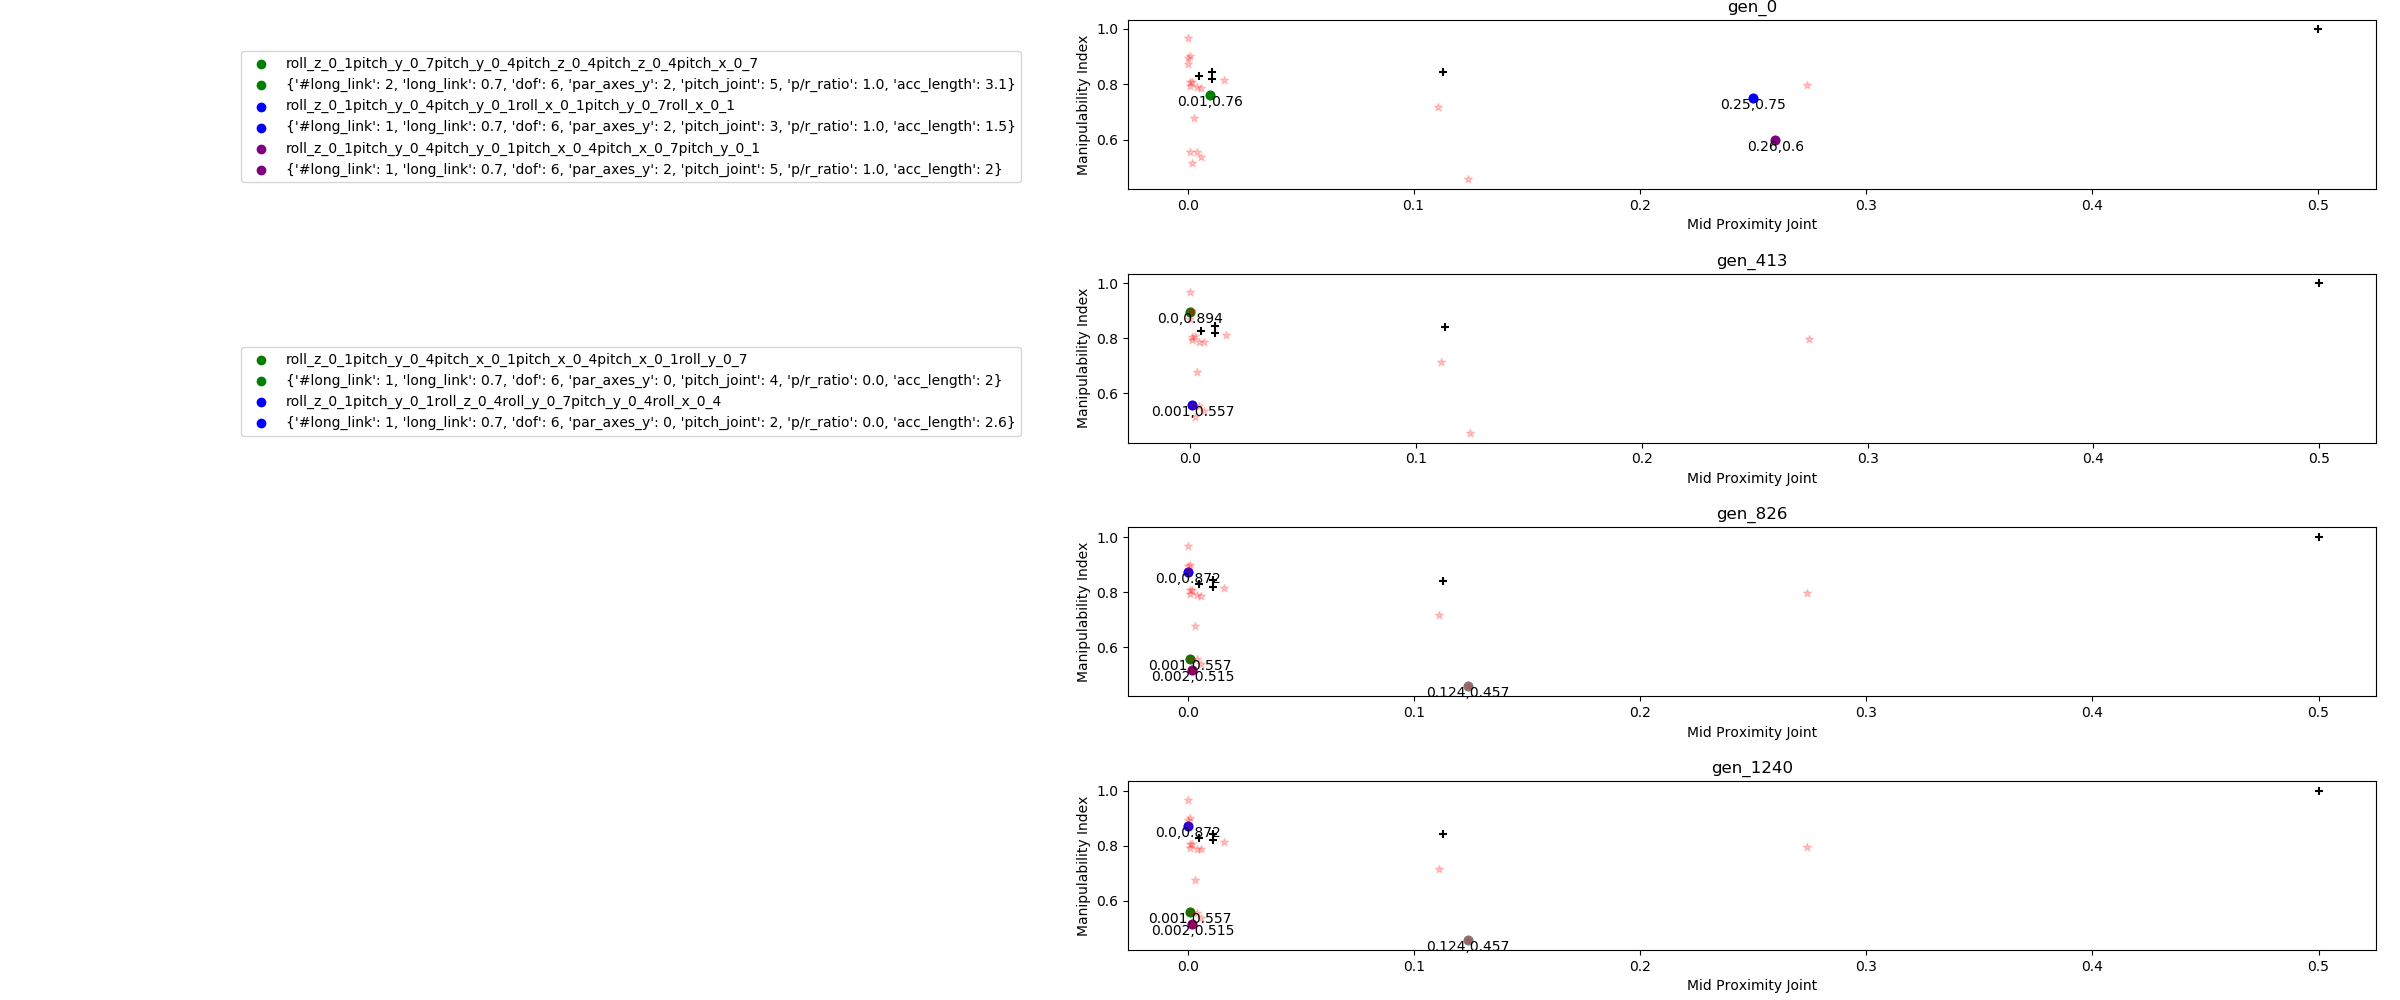 roll_z_0_1pitch_y_0_7pitch_y_0_4pitch_z_0_4pitch_z_0_4pitch_x_0_7
{'#long_link': 2, 'long_link': 0.7, 'dof': 6, 'par_axes_y': 2, 'pitch_joint': 5, 'p/r_ratio': 1.0, 'acc_length': 3.1}
roll_z_0_1pitch_y_0_4pitch_y_0_1roll_x_0_1pitch_y_0_7roll_x_0_1
{'#long_link': 1, 'long_link': 0.7, 'dof': 6, 'par_axes_y': 2, 'pitch_joint': 3, 'p/r_ratio': 1.0, 'acc_length': 1.5}
roll_z_0_1pitch_y_0_4pitch_y_0_1pitch_x_0_4pitch_x_0_7pitch_y_0_1
{'#long_link': 1, 'long_link': 0.7, 'dof': 6, 'par_axes_y': 2, 'pitch_joint': 5, 'p/r_ratio': 1.0, 'acc_length': 2}
gen_0
Manipulability Index
1.0
0.8
0.6
0.01,0.76
0.25,0.75
0.26,0.6
0.0 0.1 0.2 0.3 0.4 0.5
Mid Proximity Joint
roll_z_0_1pitch_y_0_4pitch_x_0_1pitch_x_0_4pitch_x_0_1roll_y_0_7
{'#long_link': 1, 'long_link': 0.7, 'dof': 6, 'par_axes_y': 0, 'pitch_joint': 4, 'p/r_ratio': 0.0, 'acc_length': 2}
roll_z_0_1pitch_y_0_1roll_z_0_4roll_y_0_7pitch_y_0_4roll_x_0_4
{'#long_link': 1, 'long_link': 0.7, 'dof': 6, 'par_axes_y': 0, 'pitch_joint': 2, 'p/r_ratio': 0.0, 'acc_length': 2.6}
gen_413
Manipulability Index
1.0
0.8
0.6
0.0,0.894
0.001,0.557
0.0 0.1 0.2 0.3 0.4 0.5
Mid Proximity Joint
gen_826
Manipulability Index
1.0
0.8
0.6
0.0,0.872
0.001,0.557
0.002,0.515
0.124,0.457
0.0 0.1 0.2 0.3 0.4 0.5
Mid Proximity Joint
gen_1240
Manipulability Index
1.0
0.8
0.6
0.0,0.872
0.001,0.557
0.002,0.515
0.124,0.457
0.0 0.1 0.2 0.3 0.4 0.5
Mid Proximity Joint